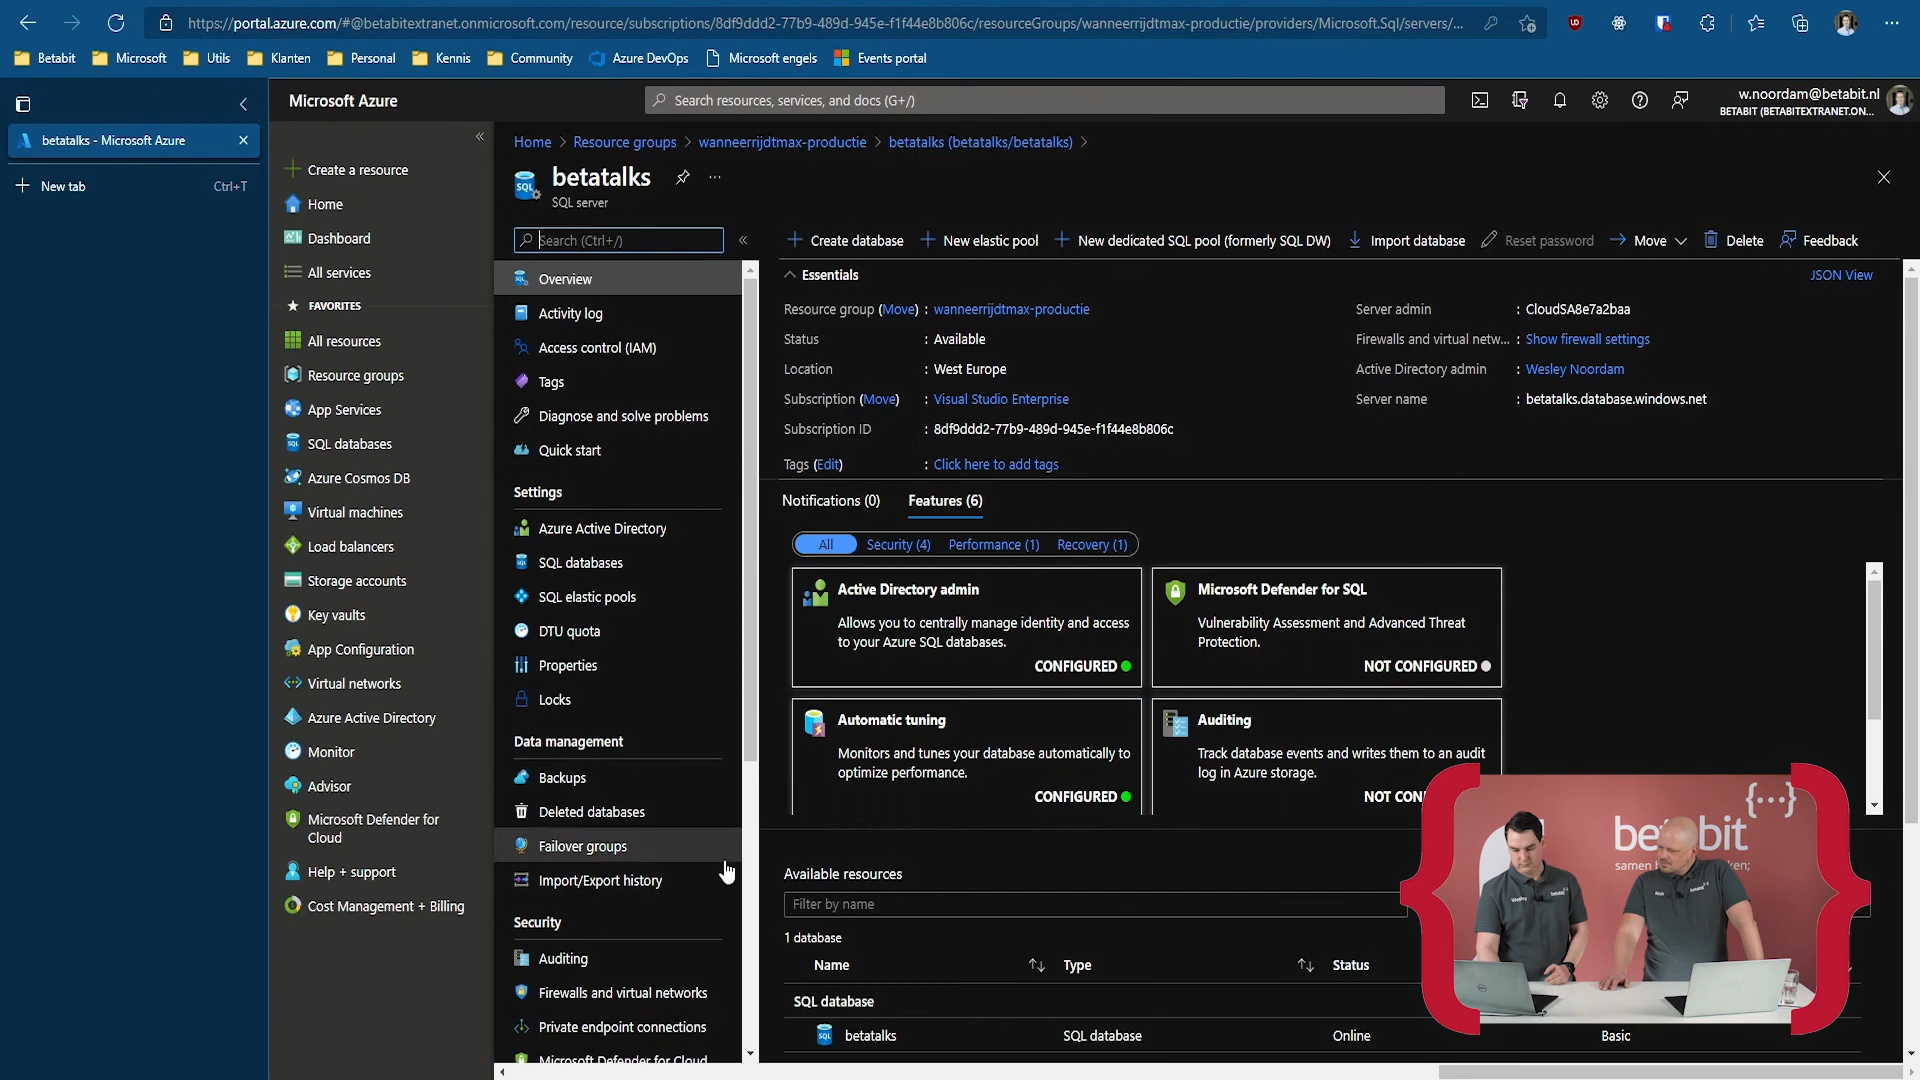 https://portal.azure.com/#@betabitextranet.onmicrosoft.com/resource/subscriptions/8df9ddd2-77b9-489d-945e-f1f44e8b806c/resourceGroups/wanneerrijdtmax-productie/providers/Microsoft.Sql/servers/...
Betabit Microsoft Utils Klanten Personal Kennis Community Azure DevOps Microsoft engels Events portal
betatalks - Microsoft Azure
New tab Ctrl+T
Microsoft Azure
Search resources, services, and docs (G+/)
w.noordam@betabit.nl
BETABIT (BETABITEXTRANET.ON...
Create a resource
Home
Dashboard
All services
FAVORITES
All resources
Resource groups
App Services
SQL databases
Azure Cosmos DB
Virtual machines
Load balancers
Storage accounts
Key vaults
App Configuration
Virtual networks
Azure Active Directory
Monitor
Advisor
Microsoft Defender for
Cloud
Help + support
Cost Management + Billing
Home > Resource groups > wanneerrijdtmax-productie > betatalks (betatalks/betatalks) >
betatalks ...
SQL server
Search (Ctrl+/)
Overview
Activity log
Access control (IAM)
Tags
Diagnose and solve problems
Quick start
Settings
Azure Active Directory
SQL databases
SQL elastic pools
DTU quota
Properties
Locks
Data management
Backups
Deleted databases
Failover groups
Import/Export history
Security
Auditing
Firewalls and virtual networks
Private endpoint connections
Microsoft Defender for Cloud
Create database New elastic pool New dedicated SQL pool (formerly SQL DW) Import database Reset password Move Delete Feedback
Essentials
JSON View
Resource group (Move) : wanneerrijdtmax-productie
Status : Available
Location : West Europe
Subscription (Move) : Visual Studio Enterprise
Subscription ID : 8df9ddd2-77b9-489d-945e-f1f44e8b806c
Tags (Edit) : Click here to add tags
Server admin : CloudSA8e7a2baa
Firewalls and virtual netw... : Show firewall settings
Active Directory admin : Wesley Noordam
Server name : betatalks.database.windows.net
Notifications (0) Features (6)
All Security (4) Performance (1) Recovery (1)
Active Directory admin
Allows you to centrally manage identity and access
to your Azure SQL databases.
CONFIGURED
Microsoft Defender for SQL
Vulnerability Assessment and Advanced Threat
Protection.
NOT CONFIGURED
Automatic tuning
Monitors and tunes your database automatically to
optimize performance.
CONFIGURED
Auditing
Track database events and writes them to an audit
log in Azure storage.
NOT CON
Available resources
Filter by name
1 database
Name Type Status
SQL database
betatalks SQL database Online Basic
{...}
samen
Wesley
betabit
Rick
betabit